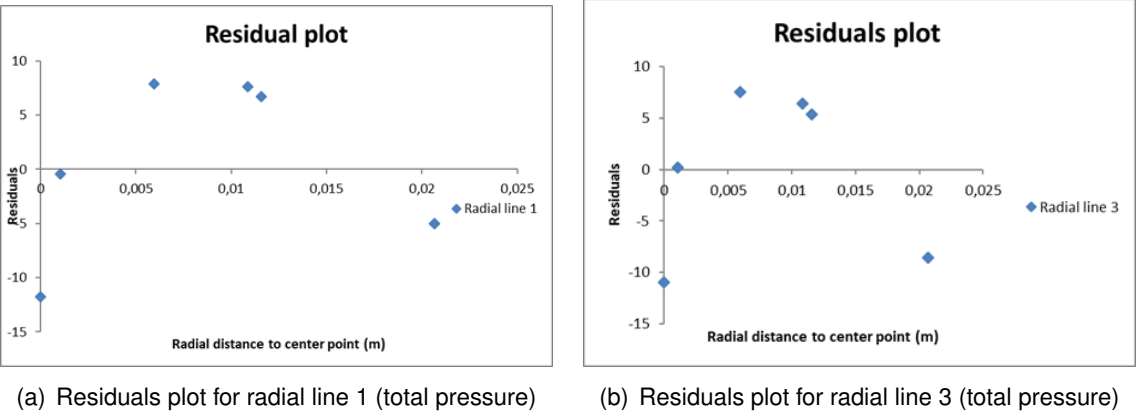 Residual plot
10
5
0
-5
-10
-15
0
0,005
0,01
0,015
0,02
0,025
Residuals
Radial line 1
Radial distance to center point (m)
Residuals plot
10
5
0
-5
-10
-15
0
0,005
0,01
0,015
0,02
0,025
Residuals
Radial line 3
Radial distance to center point (m)
(a) Residuals plot for radial line 1 (total pressure)
(b) Residuals plot for radial line 3 (total pressure)